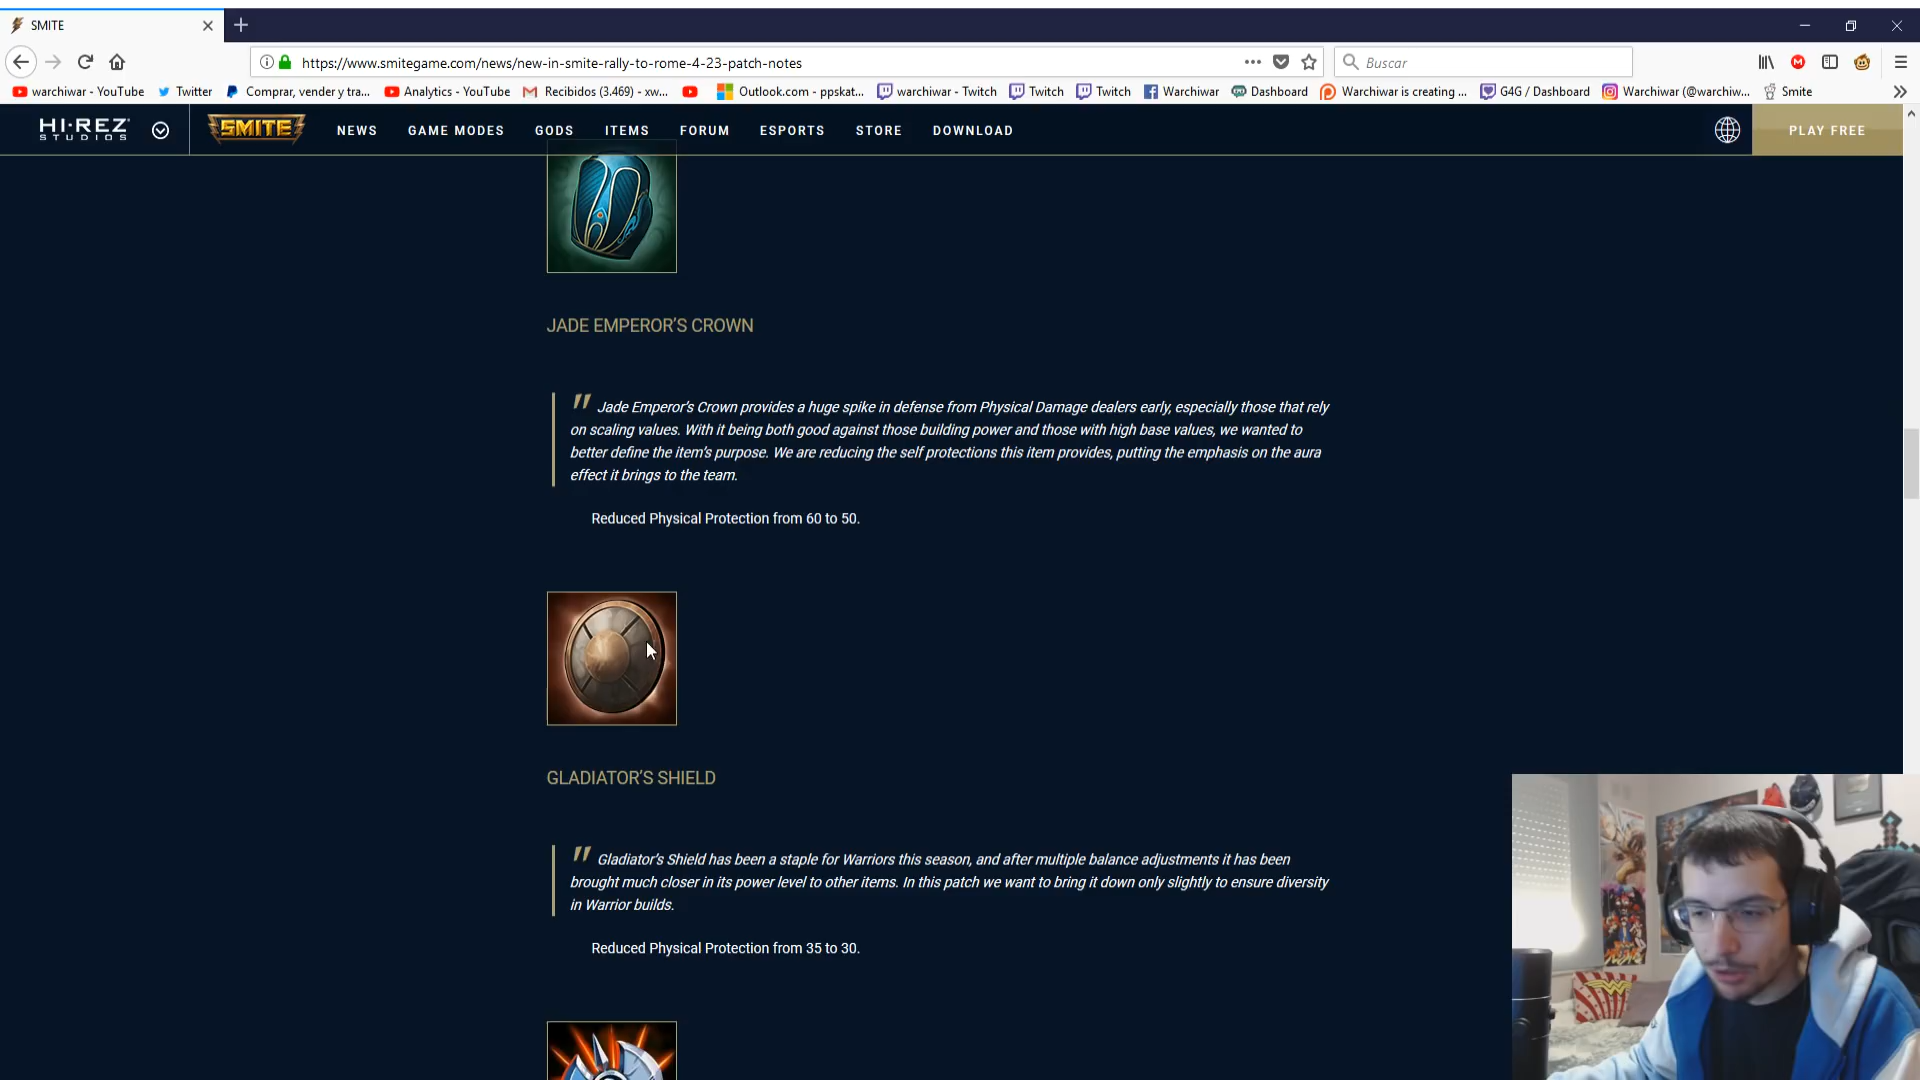 SMITE
https://www.smitegame.com/news/new-in-smite-rally-to-rome-4-23-patch-notes
Buscar
warchiwar - YouTube
Twitter
Comprar, vender y tra...
Analytics - YouTube
Recibidos (3.469) - xw...
Outlook.com - ppskat...
warchiwar - Twitch
Twitch
Twitch
Warchiwar
Dashboard
Warchiwar is creating ...
G4G / Dashboard
Warchiwar (@warchiw...
Smite
HI-REZ
STUDIOS
SMITE
NEWS
GAME MODES
GODS
ITEMS
FORUM
ESPORTS
STORE
DOWNLOAD
PLAY FREE
JADE EMPEROR'S CROWN
" Jade Emperor's Crown provides a huge spike in defense from Physical Damage dealers early, especially those that rely
on scaling values. With it being both good against those building power and those with high base values, we wanted to
better define the item's purpose. We are reducing the self protections this item provides, putting the emphasis on the aura
effect it brings to the team.
Reduced Physical Protection from 60 to 50.
GLADIATOR'S SHIELD
" Gladiator's Shield has been a staple for Warriors this season, and after multiple balance adjustments it has been
brought much closer in its power level to other items. In this patch we want to bring it down only slightly to ensure diversity
in Warrior builds.
Reduced Physical Protection from 35 to 30.